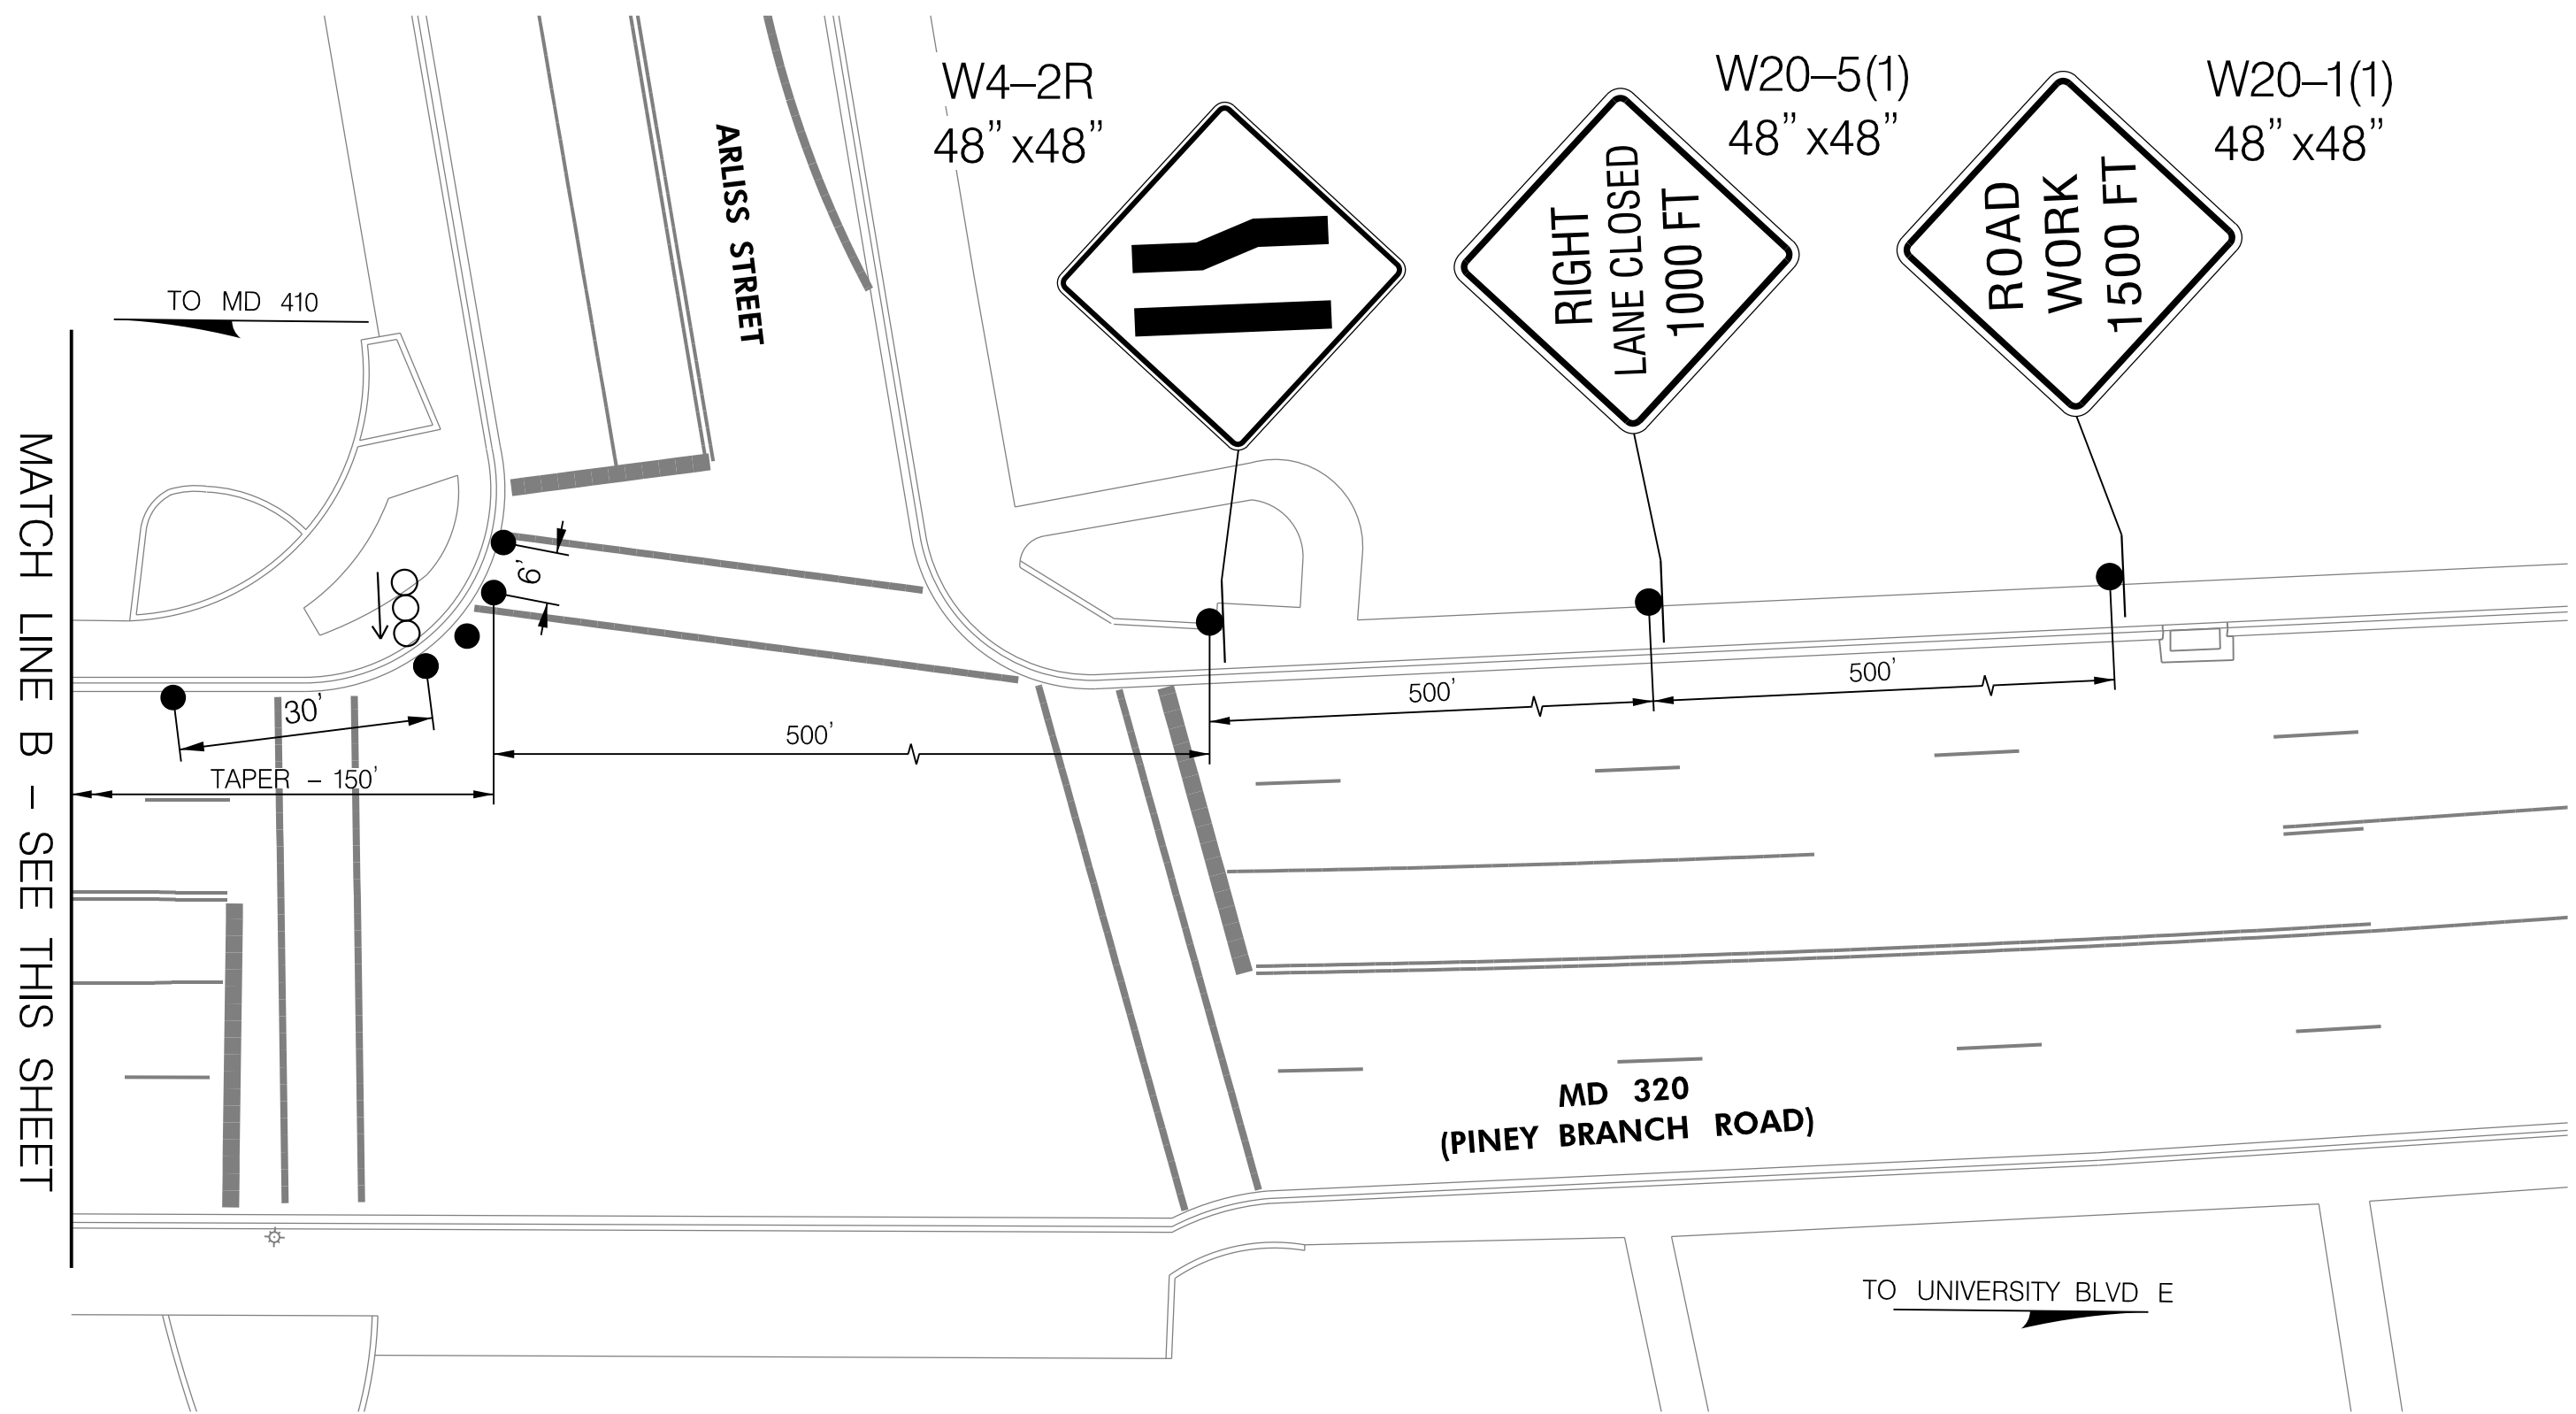 W4–2R
48”x48”
W20–5(1)
48”x48”
W20–1(1)
48”x48”
ARLISS STREET
RIGHT
LANE CLOSED
1000 FT
ROAD
WORK
1500 FT
TO MD 410
MATCH LINE B – SEE THIS SHEET
6’
30’
500’
500’
500’
TAPER – 150’
MD 320
(PINEY BRANCH ROAD)
TO UNIVERSITY BLVD E